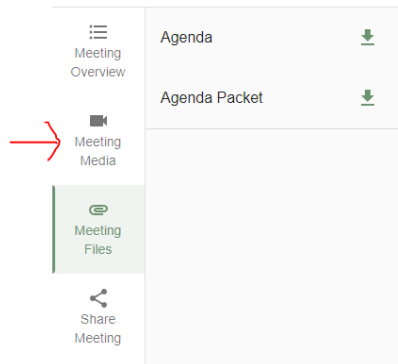 Meeting
Overview
Meeting
Media
Meeting
Files
Share
Meeting
Agenda
Agenda Packet